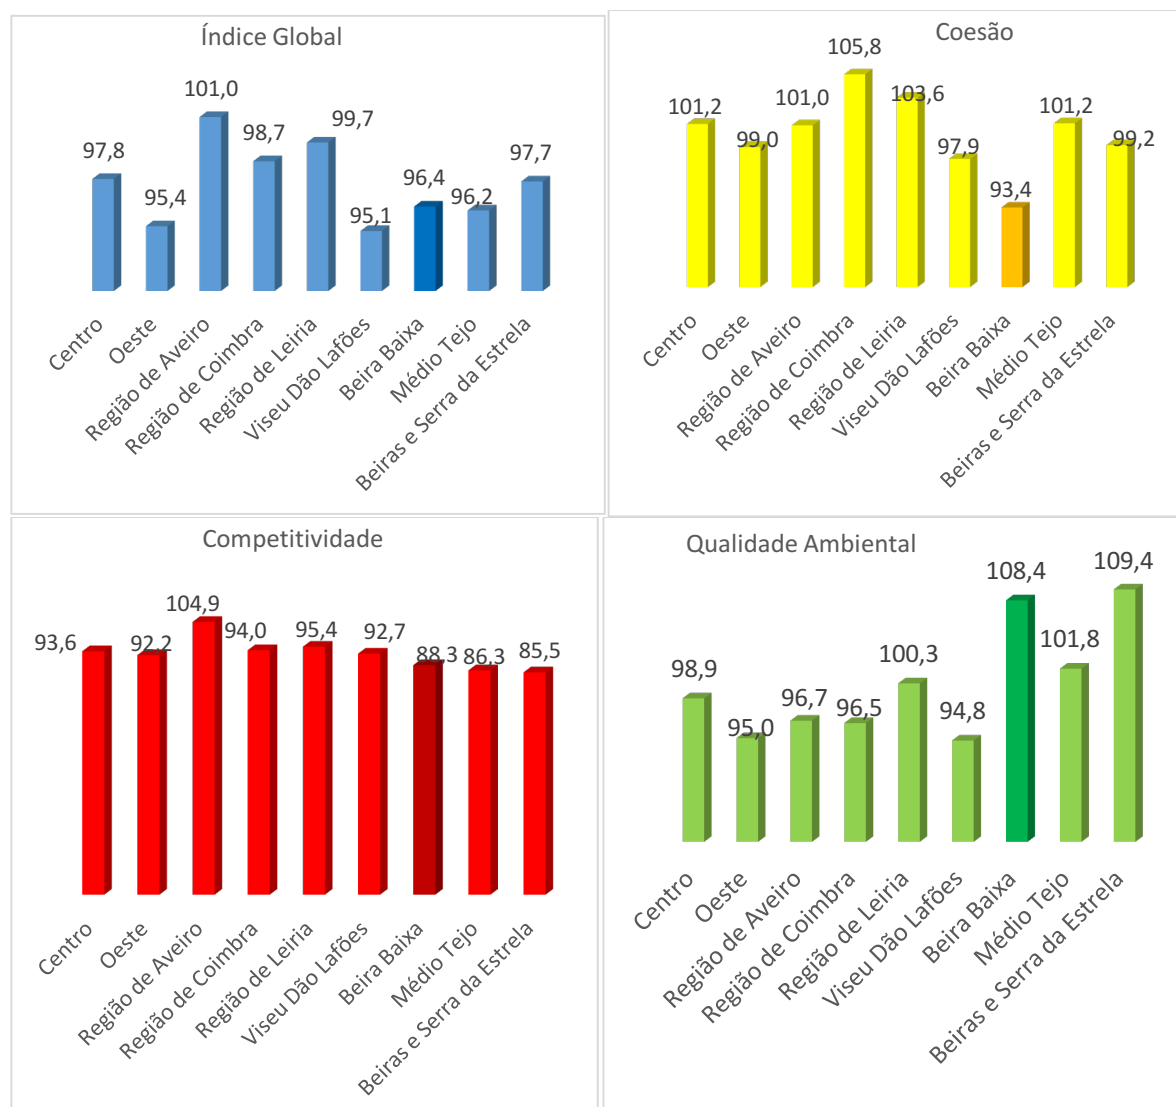 Índice Global
97,8
95,4
101,0
98,7
99,7
95,1
96,4
96,2
97,7
Centro
Oeste
Região de Aveiro
Região de Coimbra
Região de Leiria
Viseu Dão Lafões
Beira Baixa
Médio Tejo
Beiras e Serra da Estrela
Coesão
101,2
99,0
101,0
105,8
103,6
97,9
93,4
101,2
99,2
Centro
Oeste
Região de Aveiro
Região de Coimbra
Região de Leiria
Viseu Dão Lafões
Beira Baixa
Médio Tejo
Beiras e Serra da Estrela
Competitividade
93,6
92,2
104,9
94,0
95,4
92,7
88,3
86,3
85,5
Centro
Oeste
Região de Aveiro
Região de Coimbra
Região de Leiria
Viseu Dão Lafões
Beira Baixa
Médio Tejo
Beiras e Serra da Estrela
Qualidade Ambiental
98,9
95,0
96,7
96,5
100,3
94,8
108,4
101,8
109,4
Centro
Oeste
Região de Aveiro
Região de Coimbra
Região de Leiria
Viseu Dão Lafões
Beira Baixa
Médio Tejo
Beiras e Serra da Estrela